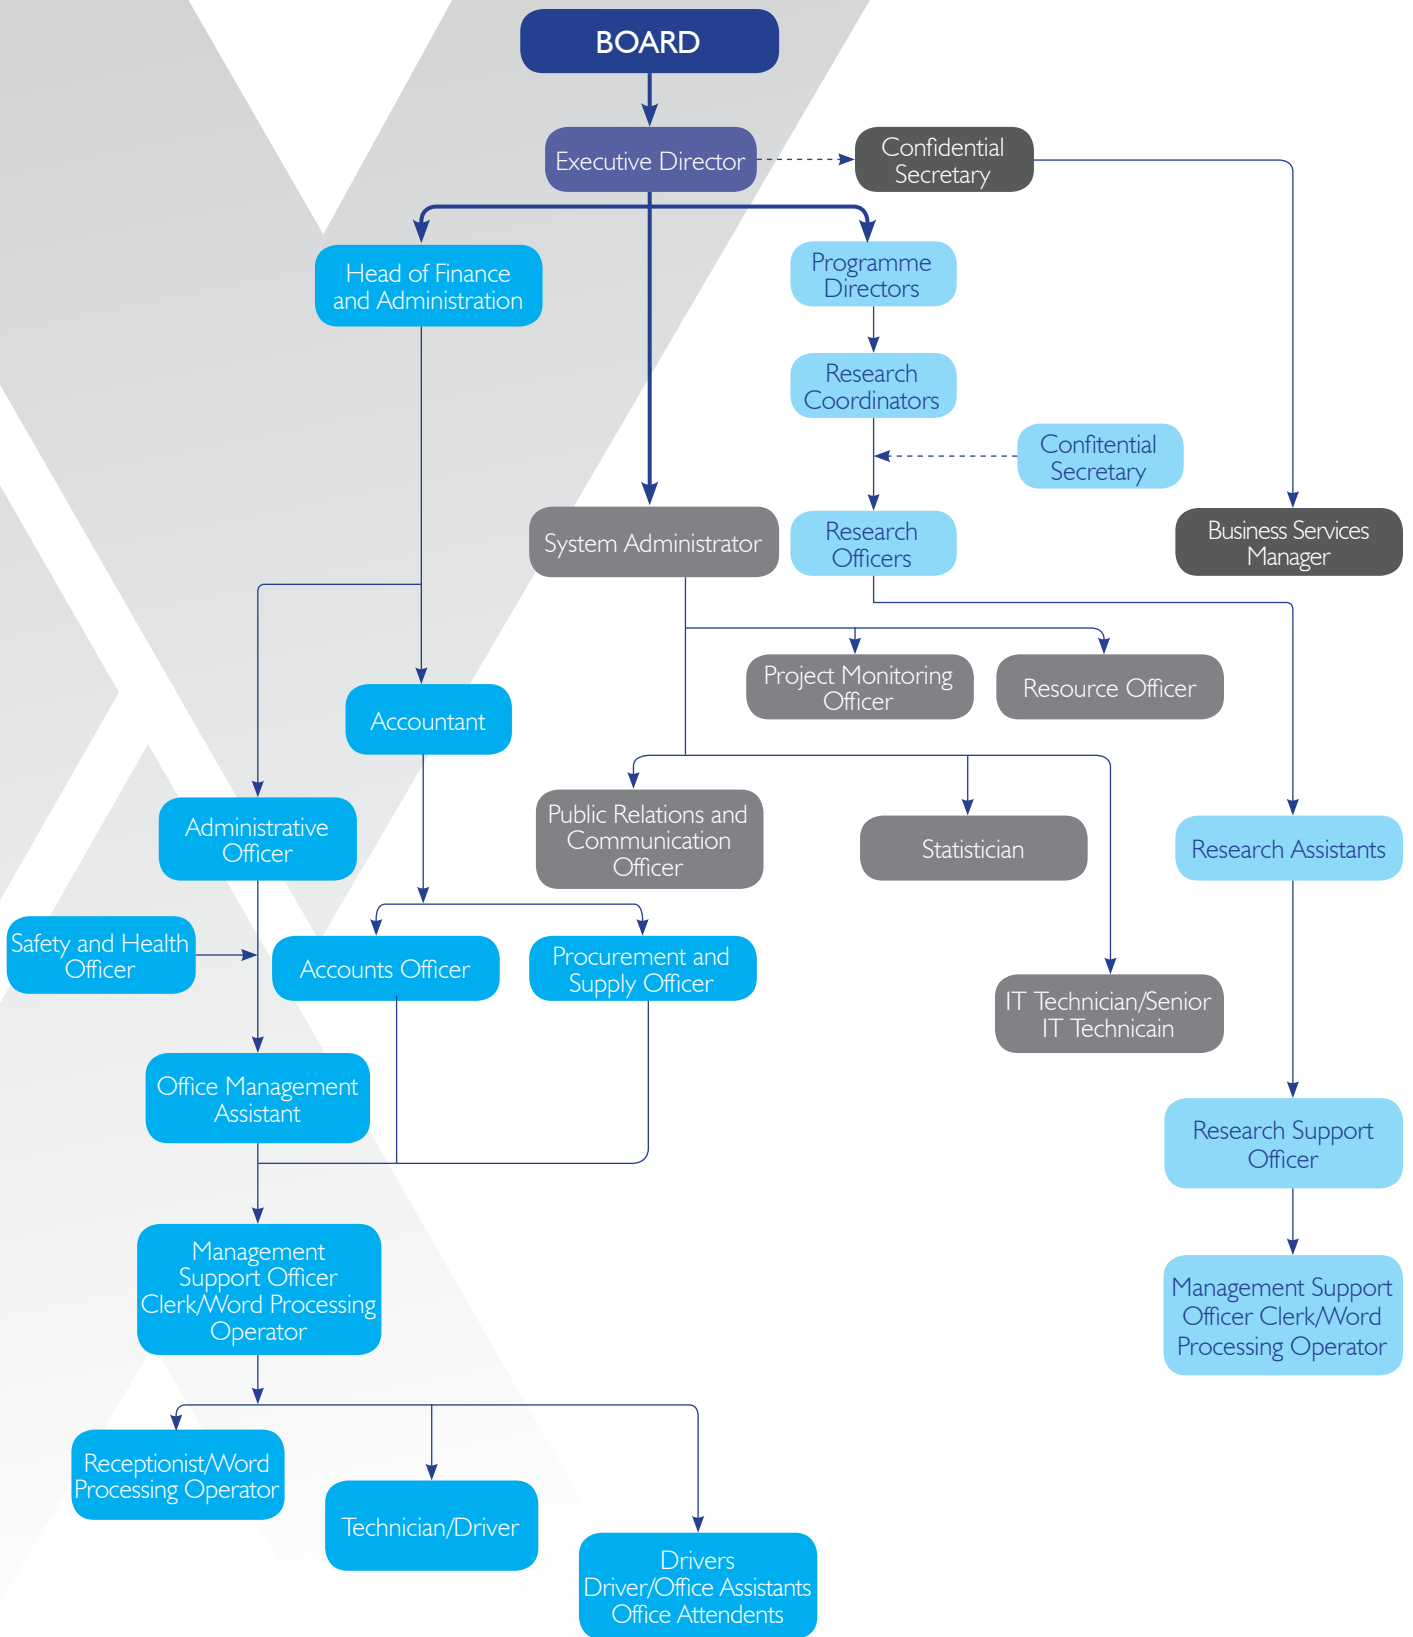 BOARD
Executive Director
Confidential
Secretary
Head of Finance
and Administration
Programme
Directors
Research
Coordinators
Confitential
Secretary
System Administrator
Research
Officers
Business Services
Manager
Project Monitoring
Officer
Resource Officer
Accountant
Administrative
Officer
Public Relations and
Communication
Officer
Statistician
Research Assistants
Safety and Health
Officer
Accounts Officer
Procurement and
Supply Officer
IT Technician/Senior
IT Technicain
Office Management
Assistant
Research Support
Officer
Management
Support Officer
Clerk/Word Processing
Operator
Management Support
Officer Clerk/Word
Processing Operator
Receptionist/Word
Processing Operator
Technician/Driver
Drivers
Driver/Office Assistants
Office Attendents